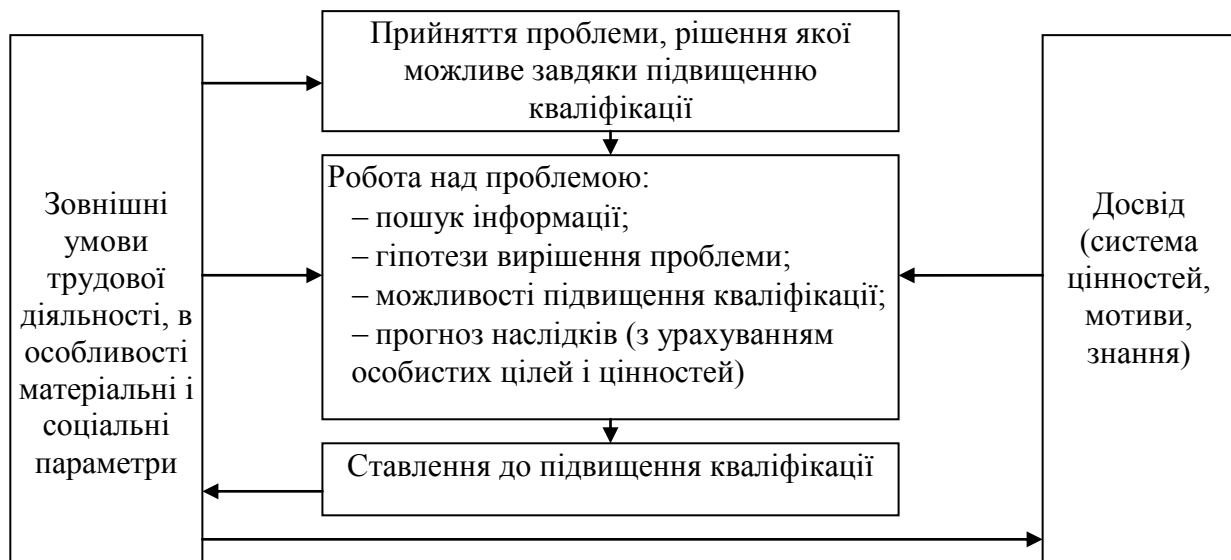 Прийняття проблеми, рішення якої
можливе завдяки підвищенню
кваліфікації
Зовнішні
умови
трудової
діяльності, в
особливості
матеріальні і
соціальні
параметри
Робота над проблемою:
– пошук інформації;
– гіпотези вирішення проблеми;
– можливості підвищення кваліфікації;
– прогноз наслідків (з урахуванням
особистих цілей і цінностей)
Досвід
(система
цінностей,
мотиви,
знання)
Ставлення до підвищення кваліфікації